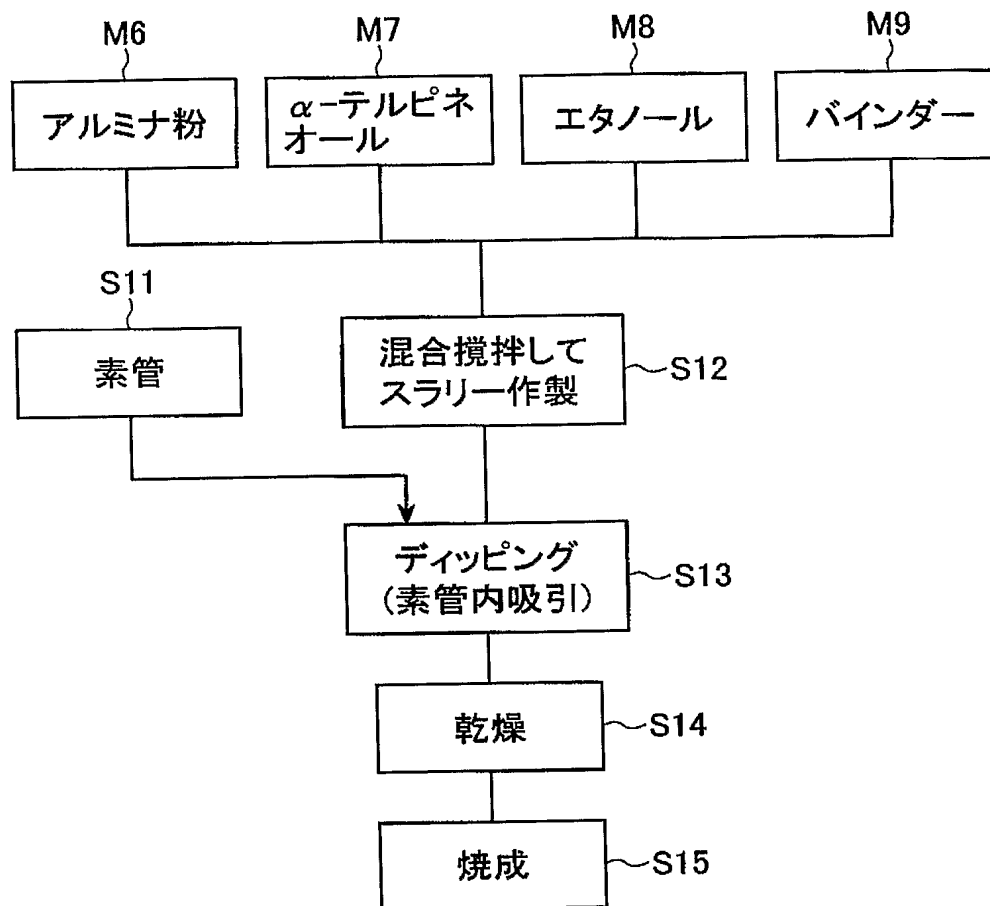 M6
M7
M8
M9
アルミナ粉
α-テルピネ
オール
エタノール
バインダー
S11
素管
混合撹拌して
スラリー作製
S12
ディッピング
(素管内吸引)
S13
乾燥
S14
焼成
S15